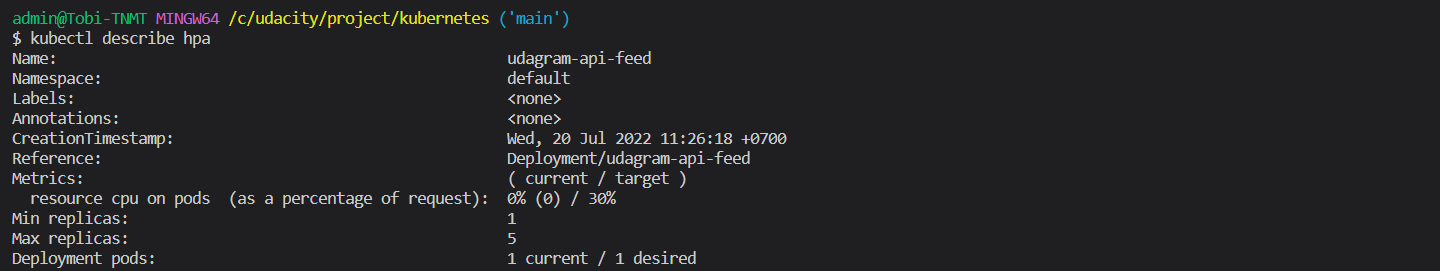 admin@Tobi-TNMT MINGW64 /c/udacity/project/kubernetes ('main')
$ kubectl describe hpa
Name: udagram-api-feed
Namespace: default
Labels: <none>
Annotations: <none>
CreationTimestamp: Wed, 20 Jul 2022 11:26:18 +0700
Reference: Deployment/udagram-api-feed
Metrics: ( current / target )
resource cpu on pods (as a percentage of request): 0% (0) / 30%
Min replicas: 1
Max replicas: 5
Deployment pods: 1 current / 1 desired